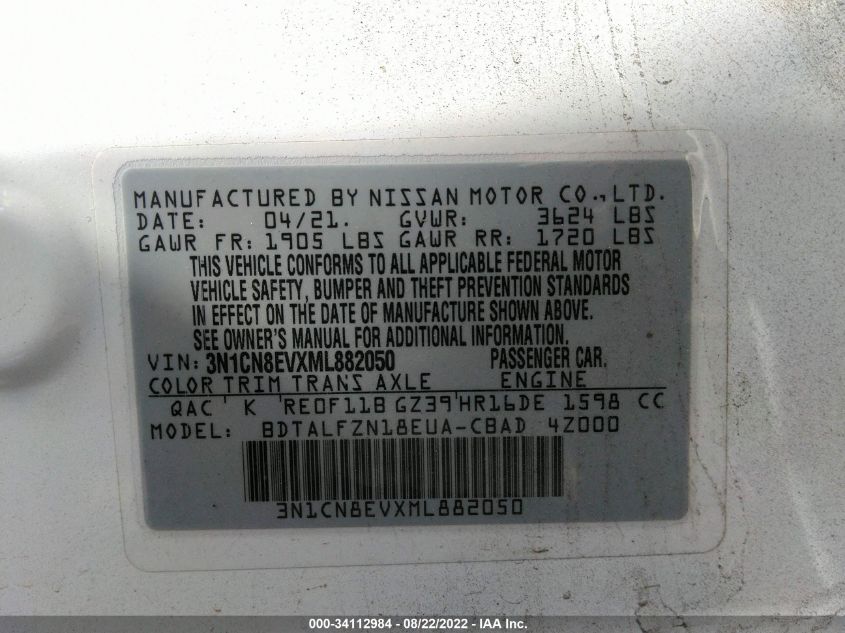 MANUFACTURED BY NISSAN MOTOR CO.,LTD.
DATE: 04/21. GVWR: 3624 LBS
GAWR FR: 1905 LBS GAWR RR: 1720 LBS
THIS VEHICLE CONFORMS TO ALL APPLICABLE FEDERAL MOTOR
VEHICLE SAFETY, BUMPER AND THEFT PREVENTION STANDARDS
IN EFFECT ON THE DATE OF MANUFACTURE SHOWN ABOVE.
SEE OWNER'S MANUAL FOR ADDITIONAL INFORMATION.
VIN: 3N1CN8EVXML882050 PASSENGER CAR.
COLOR TRIM TRANS AXLE ENGINE
QAC K RE0F11B GZ39 HR16DE 1598 CC
MODEL: BDTALFZN18EUA-CBAD 4Z000
3N1CN8EVXML882050
000-34112984 - 08/22/2022 - IAA Inc.